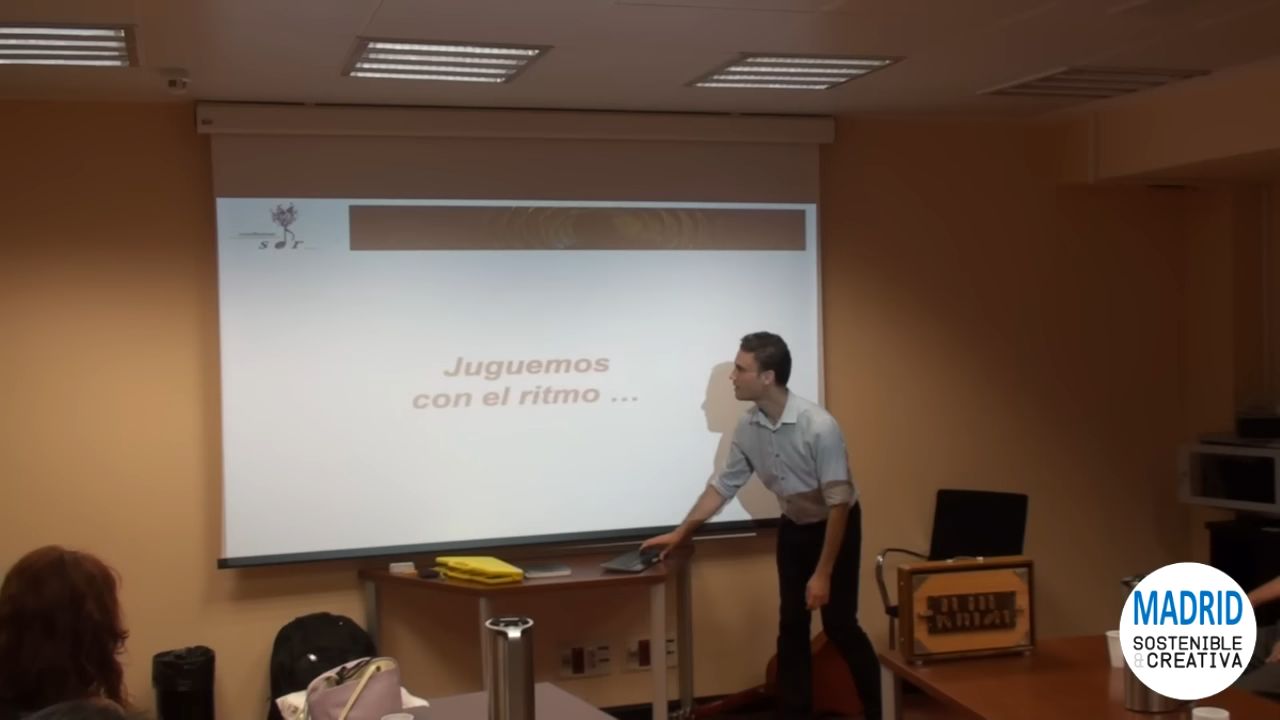 s r
Juguemos
con el ritmo ...
MADRID
SOSTENIBLE
& CREATIVA